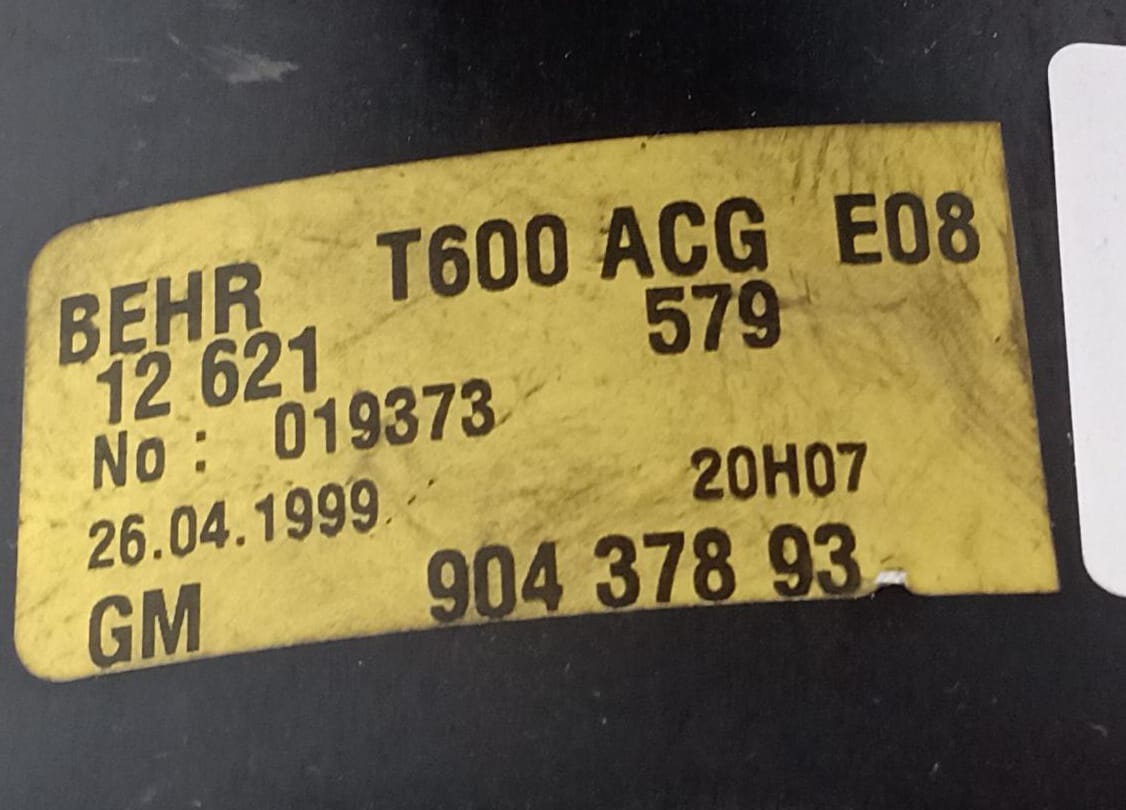 BEHR T600 ACG E08
12 621 579
No : 019373
26.04.1999 20H07
GM 904 378 93